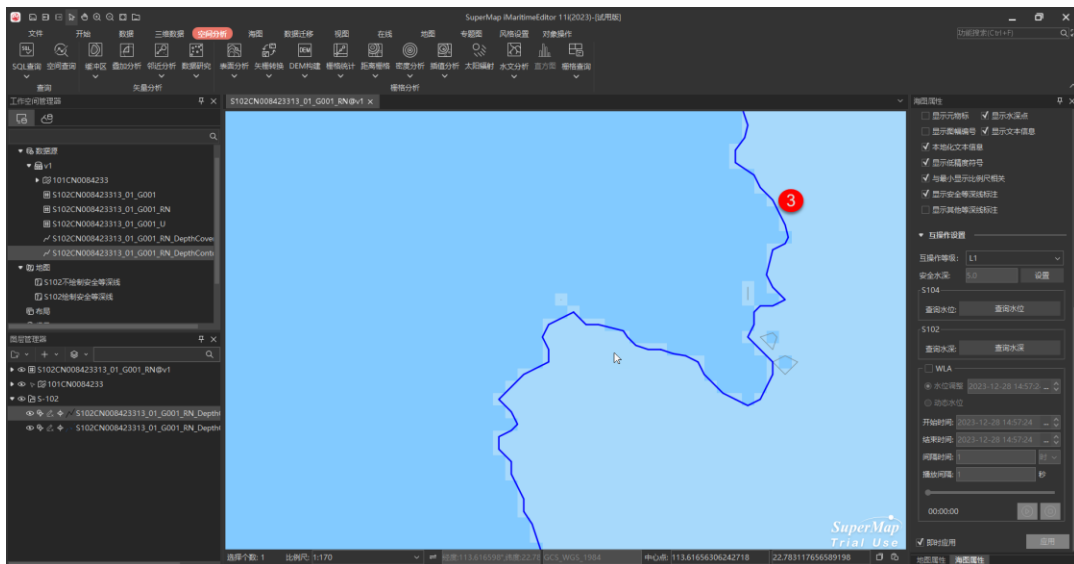 SuperMap iMaritimeEditor 11i(2023)-[试用版]
文件 开始 数据 三维数据 空间分析 海图 数据迁移 视图 在线 地图 专题图 风格设置 对象操作
功能搜索(Ctrl+F)
SQL查询 空间查询 缓冲区 叠加分析 邻近分析 数据研究 表面分析 矢栅转换 DEM构建 栅格统计 距离栅格 密度分析 插值分析 太阳辐射 水文分析 直方图 栅格查询
查询 矢量分析 栅格分析
工作空间管理器
S102CN008423313_01_G001_RN@v1
海图属性
数据源
v1
101CN0084233
S102CN008423313_01_G001
S102CN008423313_01_G001_RN
S102CN008423313_01_G001_U
S102CN008423313_01_G001_RN_DepthCove
S102CN008423313_01_G001_RN_DepthCont
地图
S102不绘制安全等深线
S102绘制安全等深线
布局
图层管理器
S102CN008423313_01_G001_RN@v1
101CN0084233
S-102
S102CN008423313_01_G001_RN_Depth
S102CN008423313_01_G001_RN_Depth
3
SuperMap
Trial Use
显示元物标 显示水深点
显示图幅编号 显示文本信息
本地化文本信息
显示低精度符号
与最小显示比例尺相关
显示安全等深线标注
显示其他等深线标注
互操作设置
互操作等级: L1
安全水深: 5.0 设置
S104
查询水位: 查询水位
S102
查询水深: 查询水深
WLA
水位调整 2023-12-28 14:57:2
动态水位
开始时间: 2023-12-28 14:57:24
结束时间: 2023-12-28 14:57:24
间隔时间: 1 时
播放间隔: 1 秒
00:00:00
即时应用 应用
选择个数: 1 比例尺: 1:170 经度:113.616598° 纬度:22.78 GCS_WGS_1984 中心点: 113.61656306242718 22.783117656589198
地图属性 海图属性